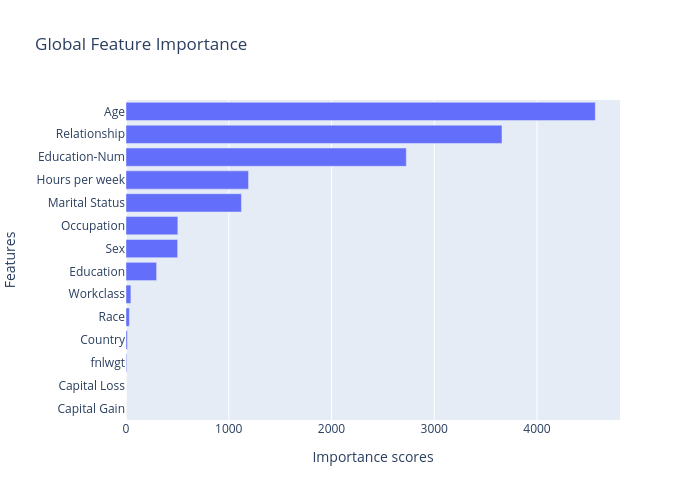 Global Feature Importance
Age
Relationship
Education-Num
Hours per week
Marital Status
Occupation
Sex
Education
Workclass
Race
Country
fnlwgt
Capital Loss
Capital Gain
Features
0 1000 2000 3000 4000
Importance scores